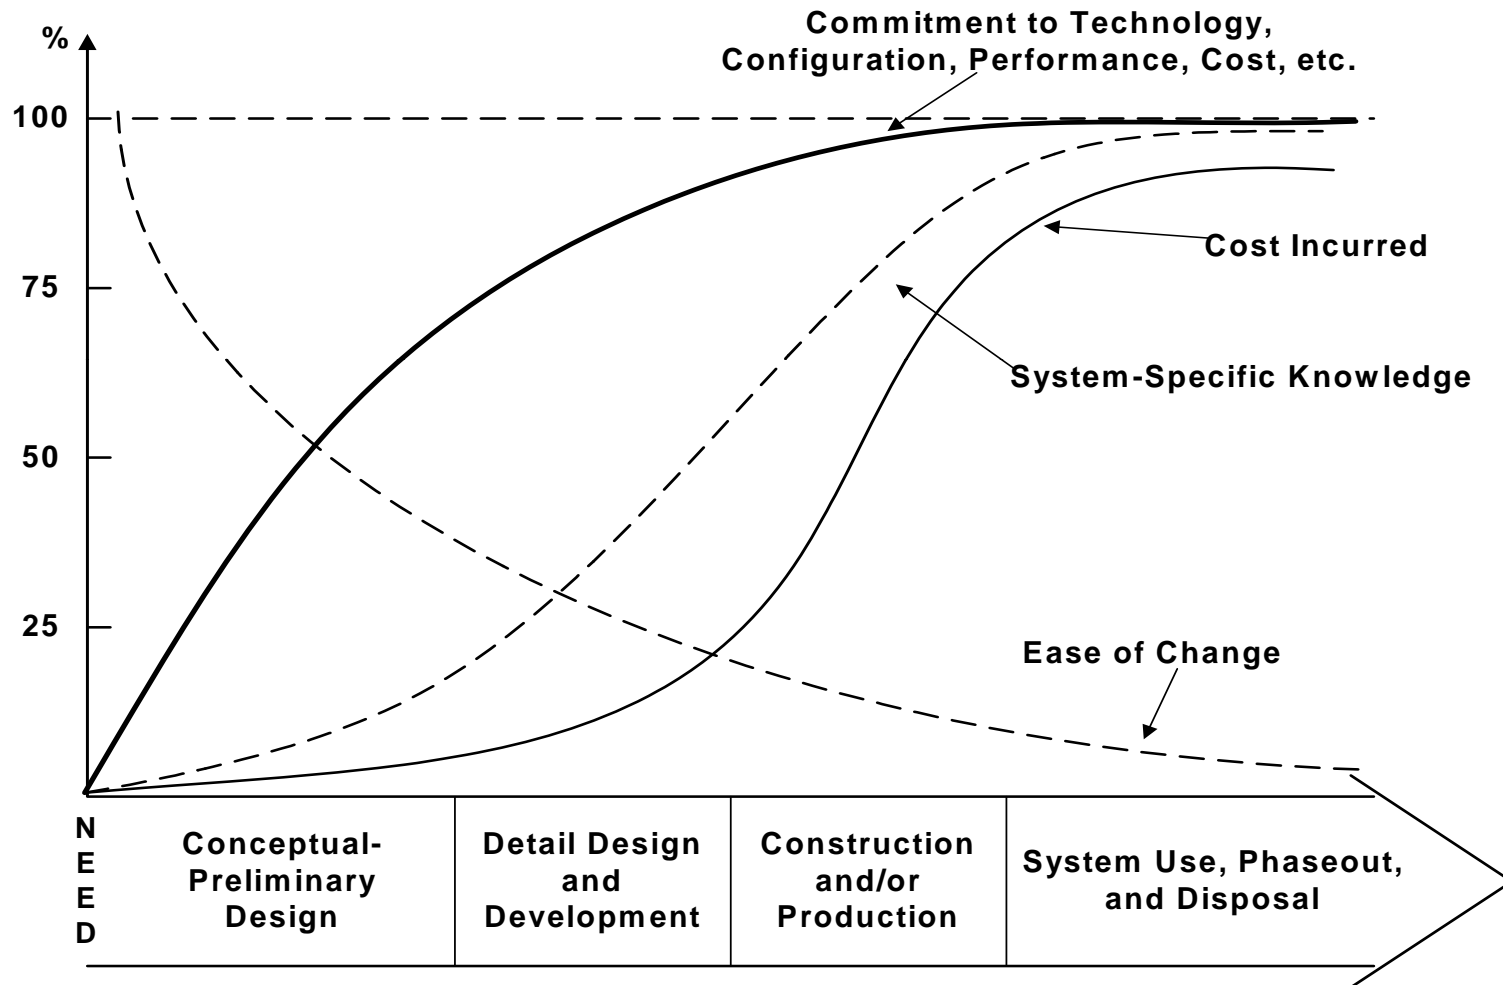 Commitment to Technology,
Configuration, Performance, Cost, etc.
%
100
75
50
25
Cost Incurred
System-Specific Knowledge
Ease of Change
NEED
Conceptual-
Preliminary
Design
Detail Design
and
Development
Construction
and/or
Production
System Use, Phaseout,
and Disposal